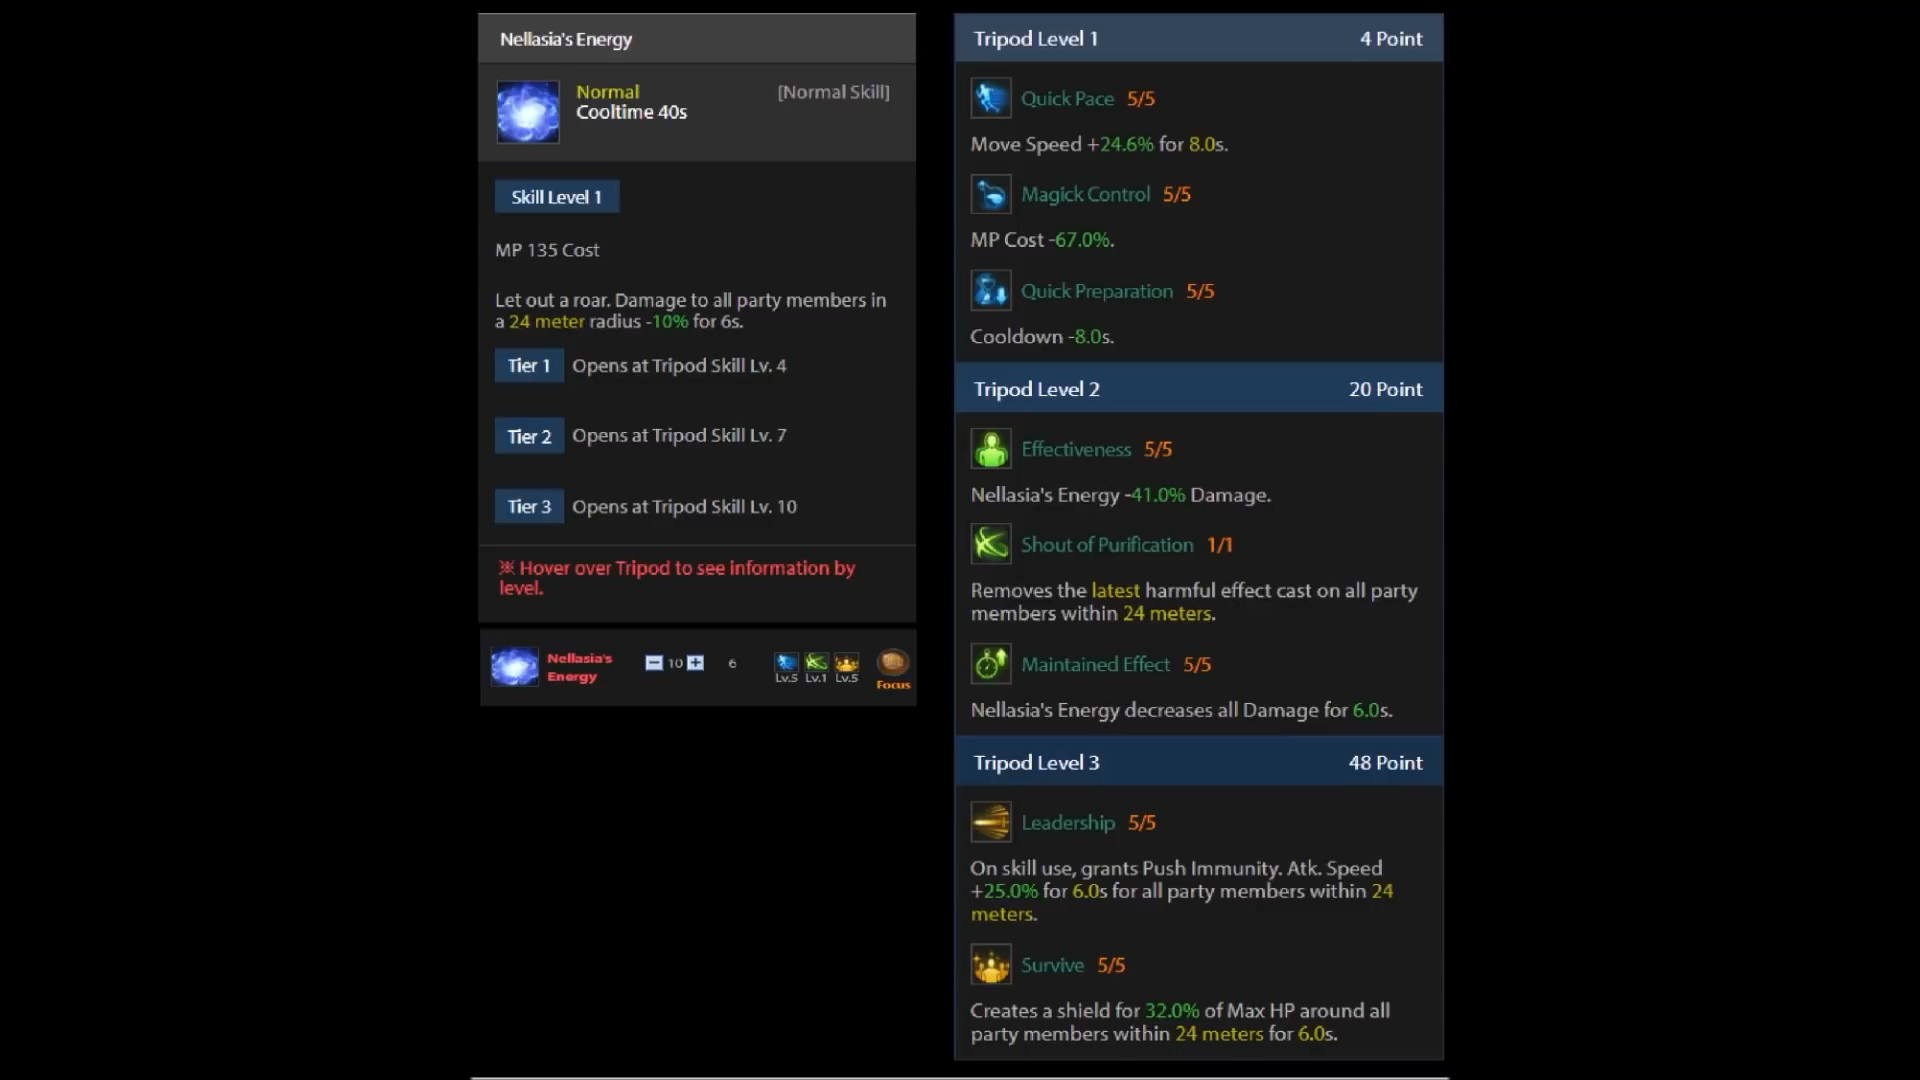 Nellasia's Energy
Normal
[Normal Skill]
Cooltime 40s
Skill Level 1
MP 135 Cost
Let out a roar. Damage to all party members in
a 24 meter radius -10% for 6s.
Tier 1 Opens at Tripod Skill Lv. 4
Tier 2 Opens at Tripod Skill Lv. 7
Tier 3 Opens at Tripod Skill Lv. 10
※ Hover over Tripod to see information by
level.
Nellasia's
Energy
10
6
Lv.5 Lv.1 Lv.5
Focus
Tripod Level 1 4 Point
Quick Pace 5/5
Move Speed +24.6% for 8.0s.
Magick Control 5/5
MP Cost -67.0%.
Quick Preparation 5/5
Cooldown -8.0s.
Tripod Level 2 20 Point
Effectiveness 5/5
Nellasia's Energy -41.0% Damage.
Shout of Purification 1/1
Removes the latest harmful effect cast on all party
members within 24 meters.
Maintained Effect 5/5
Nellasia's Energy decreases all Damage for 6.0s.
Tripod Level 3 48 Point
Leadership 5/5
On skill use, grants Push Immunity. Atk. Speed
+25.0% for 6.0s for all party members within 24
meters.
Survive 5/5
Creates a shield for 32.0% of Max HP around all
party members within 24 meters for 6.0s.